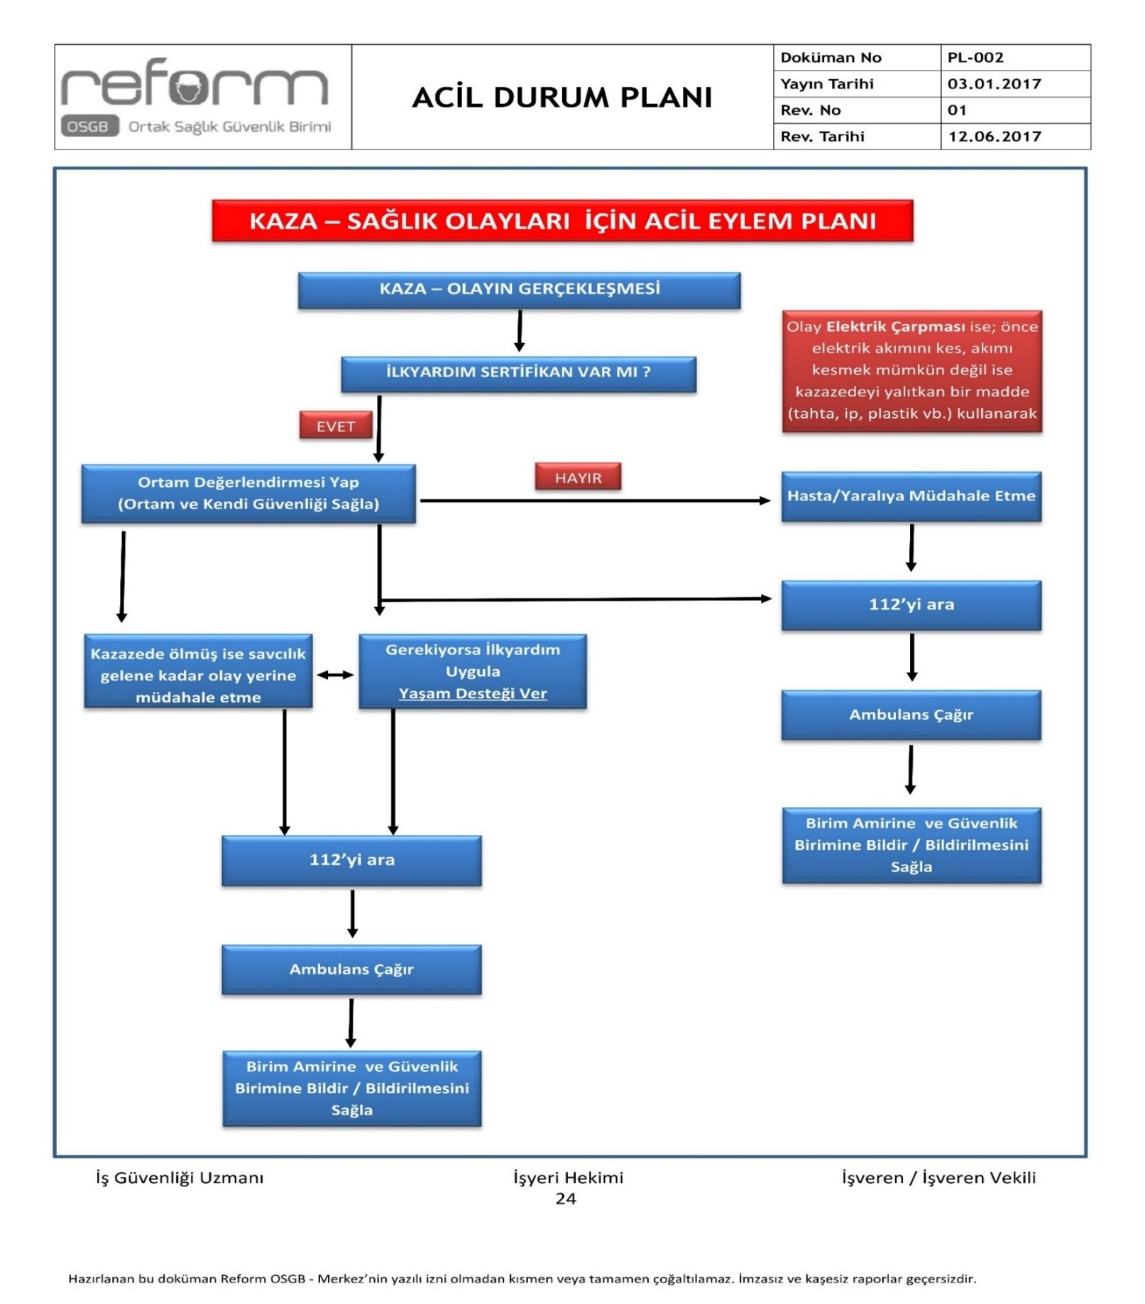 reform
OSGB Ortak Sağlık Güvenlik Birimi
ACİL DURUM PLANI
Doküman No PL-002
Yayın Tarihi 03.01.2017
Rev. No 01
Rev. Tarihi 12.06.2017
KAZA – SAĞLIK OLAYLARI İÇİN ACİL EYLEM PLANI
KAZA – OLAYIN GERÇEKLEŞMESİ
İLKYARDIM SERTİFİKAN VAR MI ?
Olay Elektrik Çarpması ise; önce
elektrik akımını kes, akımı
kesmek mümkün değil ise
kazazedeyi yalıtkan bir madde
(tahta, ip, plastik vb.) kullanarak
EVET
Ortam Değerlendirmesi Yap
(Ortam ve Kendi Güvenliği Sağla)
HAYIR
Hasta/Yaralıya Müdahale Etme
112’yi ara
Kazazede ölmüş ise savcılık
gelene kadar olay yerine
müdahale etme
Gerekiyorsa İlkyardım
Uygula
Yaşam Desteği Ver
Ambulans Çağır
Birim Amirine ve Güvenlik
Birimine Bildir / Bildirilmesini
Sağla
112’yi ara
Ambulans Çağır
Birim Amirine ve Güvenlik
Birimine Bildir / Bildirilmesini
Sağla
İş Güvenliği Uzmanı İşyeri Hekimi İşveren / İşveren Vekili
24
Hazırlanan bu doküman Reform OSGB - Merkez’nin yazılı izni olmadan kısmen veya tamamen çoğaltılamaz. İmzasız ve kaşesiz raporlar geçersizdir.